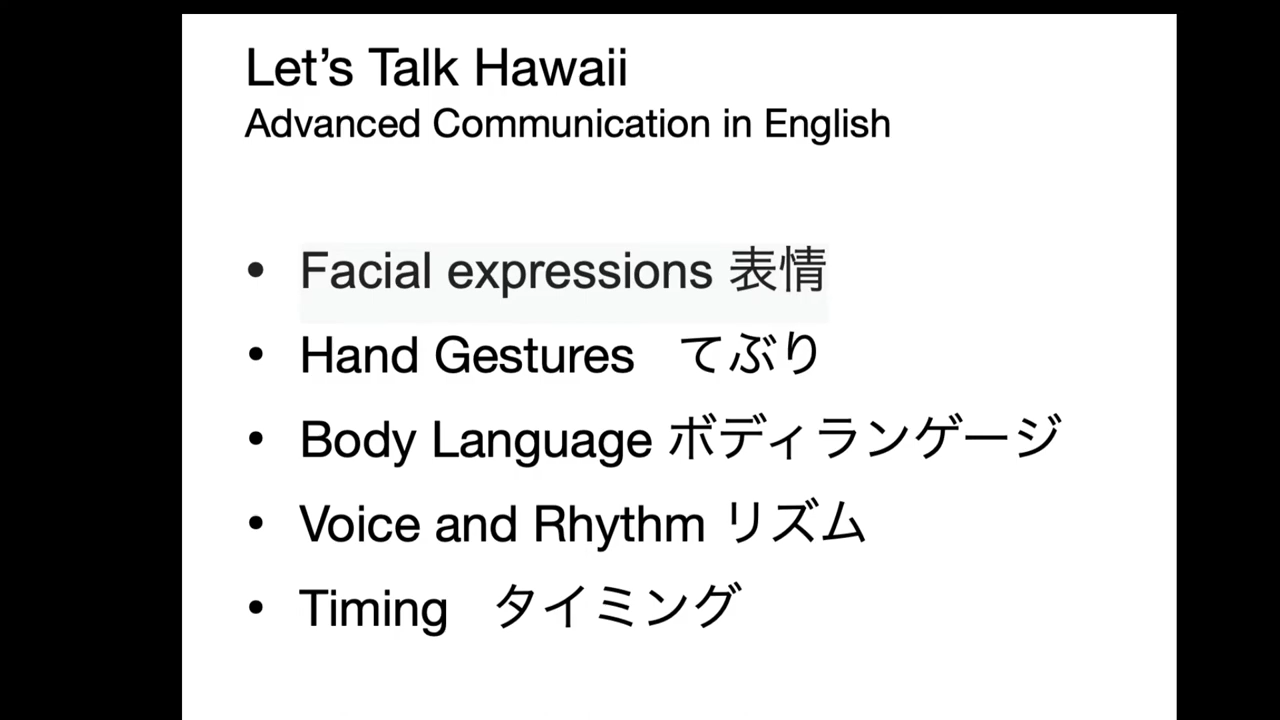 Let’s Talk Hawaii
Advanced Communication in English
• Facial expressions 表情
• Hand Gestures てぶり
• Body Language ボディランゲージ
• Voice and Rhythm リズム
• Timing タイミング